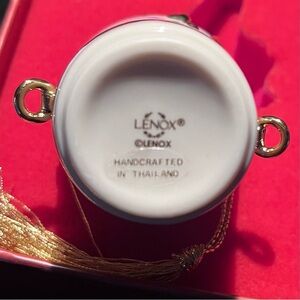 LENOX®
©LENOX
HANDCRAFTED
IN THAILAND